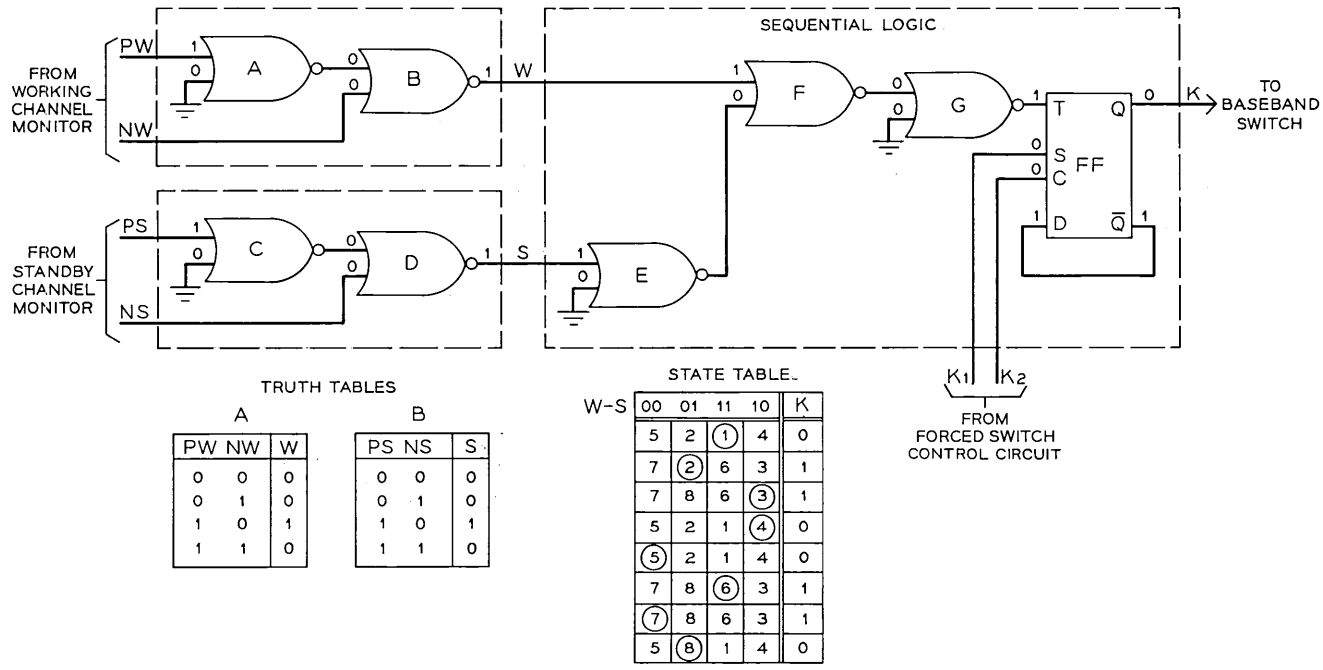 SEQUENTIAL LOGIC
FROM
WORKING
CHANNEL
MONITOR
PW
1
0
A
0
0
B
1
W
NW
1
0
F
0
0
G
1
T
Q
0
K
TO
BASEBAND
SWITCH
0
S
0
C
FF
1
D
Q̅
1
FROM
STANDBY
CHANNEL
MONITOR
PS
1
0
C
0
0
D
1
S
NS
1
0
E
K1
K2
FROM
FORCED SWITCH
CONTROL CIRCUIT
TRUTH TABLES
A
PW NW W
0 0 0
0 1 0
1 0 1
1 1 0
B
PS NS S
0 0 0
0 1 0
1 0 1
1 1 0
STATE TABLE
W-S 00 01 11 10 K
5 2 1 4 0
7 2 6 3 1
7 8 6 3 1
5 2 1 4 0
5 2 1 4 0
7 8 6 3 1
7 8 6 3 1
5 8 1 4 0